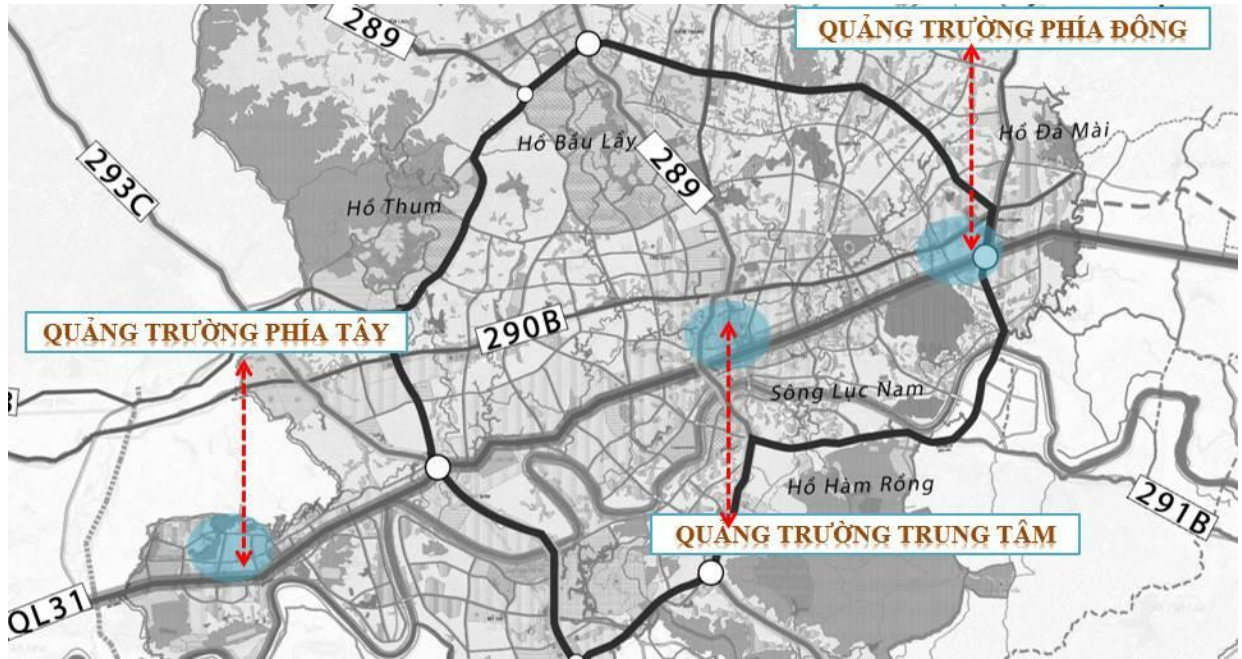 QUẢNG TRƯỜNG PHÍA ĐÔNG
289
Hồ Đá Mài
Hồ Bầu Lầy
289
293C
Hồ Thum
QUẢNG TRƯỜNG PHÍA TÂY
290B
Sông Lục Nam
Hồ Hàm Rồng
291B
QUẢNG TRƯỜNG TRUNG TÂM
QL31